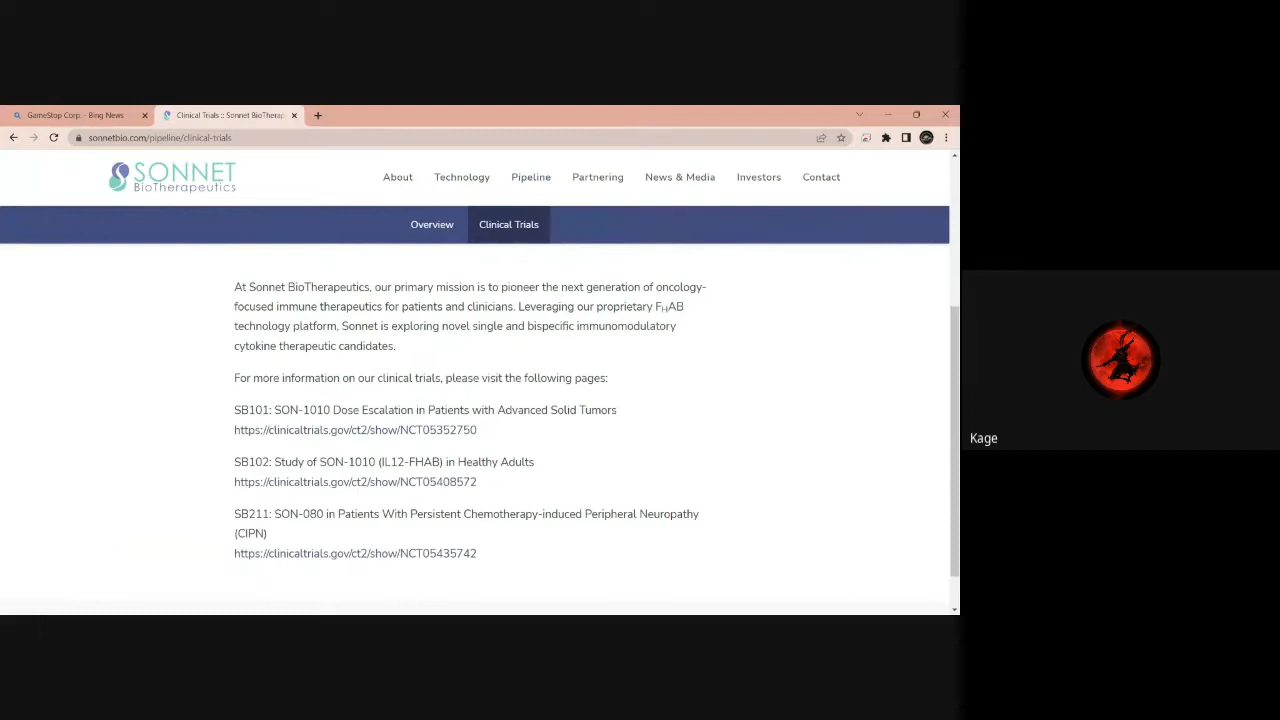 GameStop Corp. - Bing News
Clinical Trials :: Sonnet BioTherap
sonnetbio.com/pipeline/clinical-trials
SONNET
BioTherapeutics
About
Technology
Pipeline
Partnering
News & Media
Investors
Contact
Overview
Clinical Trials
At Sonnet BioTherapeutics, our primary mission is to pioneer the next generation of oncology-
focused immune therapeutics for patients and clinicians. Leveraging our proprietary FHAB
technology platform, Sonnet is exploring novel single and bispecific immunomodulatory
cytokine therapeutic candidates.
For more information on our clinical trials, please visit the following pages:
SB101: SON-1010 Dose Escalation in Patients with Advanced Solid Tumors
https://clinicaltrials.gov/ct2/show/NCT05352750
SB102: Study of SON-1010 (IL12-FHAB) in Healthy Adults
https://clinicaltrials.gov/ct2/show/NCT05408572
SB211: SON-080 in Patients With Persistent Chemotherapy-induced Peripheral Neuropathy
(CIPN)
https://clinicaltrials.gov/ct2/show/NCT05435742
Kage